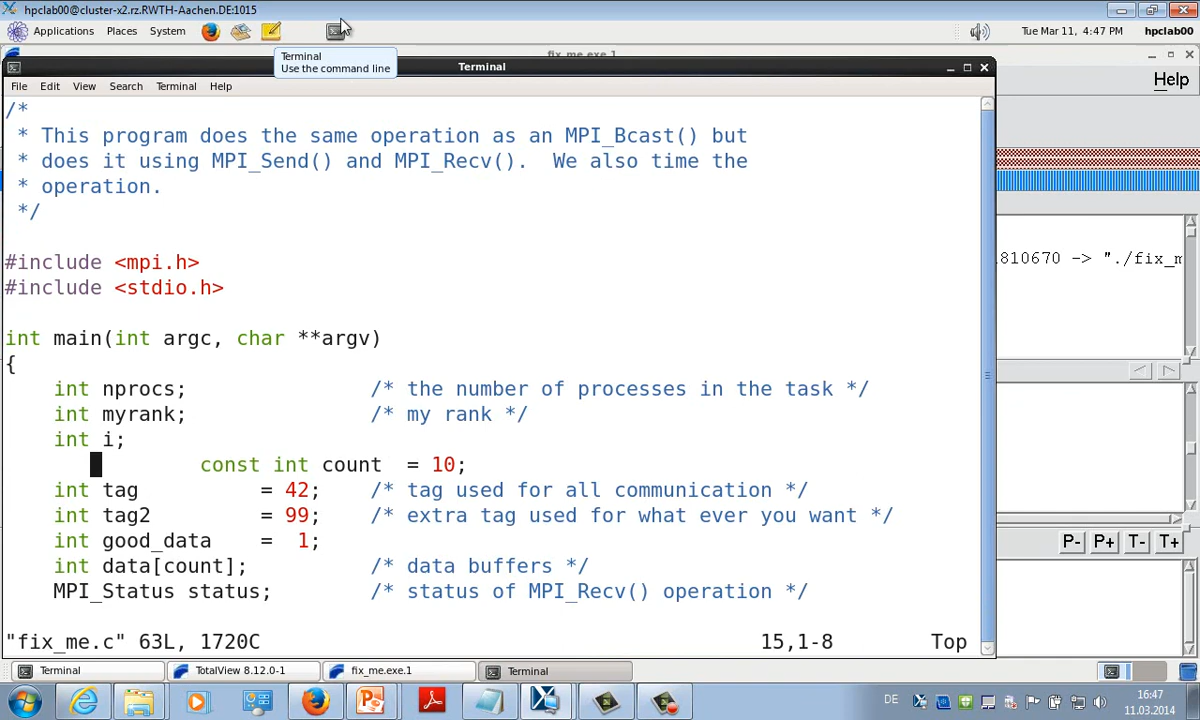 hpclab00@cluster-x2.rz.RWTH-Aachen.DE:1015
Applications Places System Tue Mar 11, 4:47 PM hpclab00
fix_me.exe.1
Terminal
Use the command line
Terminal
File Edit View Search Terminal Help
Help
/*
 * This program does the same operation as an MPI_Bcast() but
 * does it using MPI_Send() and MPI_Recv().  We also time the
 * operation.
 */
#include <mpi.h>
#include <stdio.h>
int main(int argc, char **argv)
{
    int nprocs;               /* the number of processes in the task */
    int myrank;               /* my rank */
    int i;
                const int count  = 10;
    int tag          = 42;    /* tag used for all communication */
    int tag2         = 99;    /* extra tag used for what ever you want */
    int good_data    =  1;
    int data[count];          /* data buffers */
    MPI_Status status;        /* status of MPI_Recv() operation */
"fix_me.c" 63L, 1720C 15,1-8 Top
.810670 -> "./fix_m
P- P+ T- T+
Terminal TotalView 8.12.0-1 fix_me.exe.1 Terminal
DE
16:47
11.03.2014